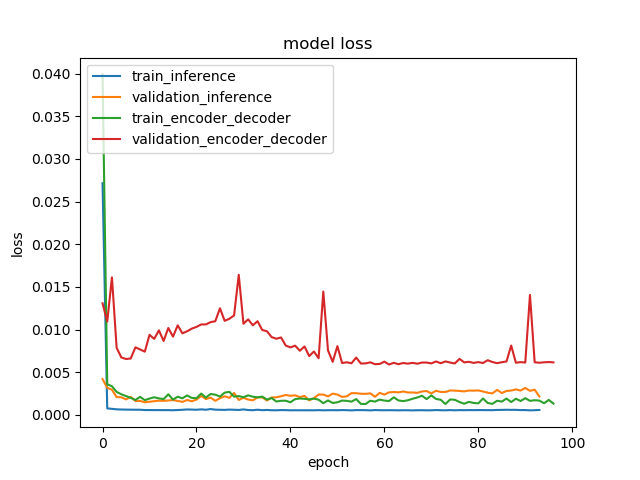 model loss
train_inference
validation_inference
train_encoder_decoder
validation_encoder_decoder
0.040
0.035
0.030
0.025
0.020
0.015
0.010
0.005
0.000
loss
0
20
40
60
80
100
epoch